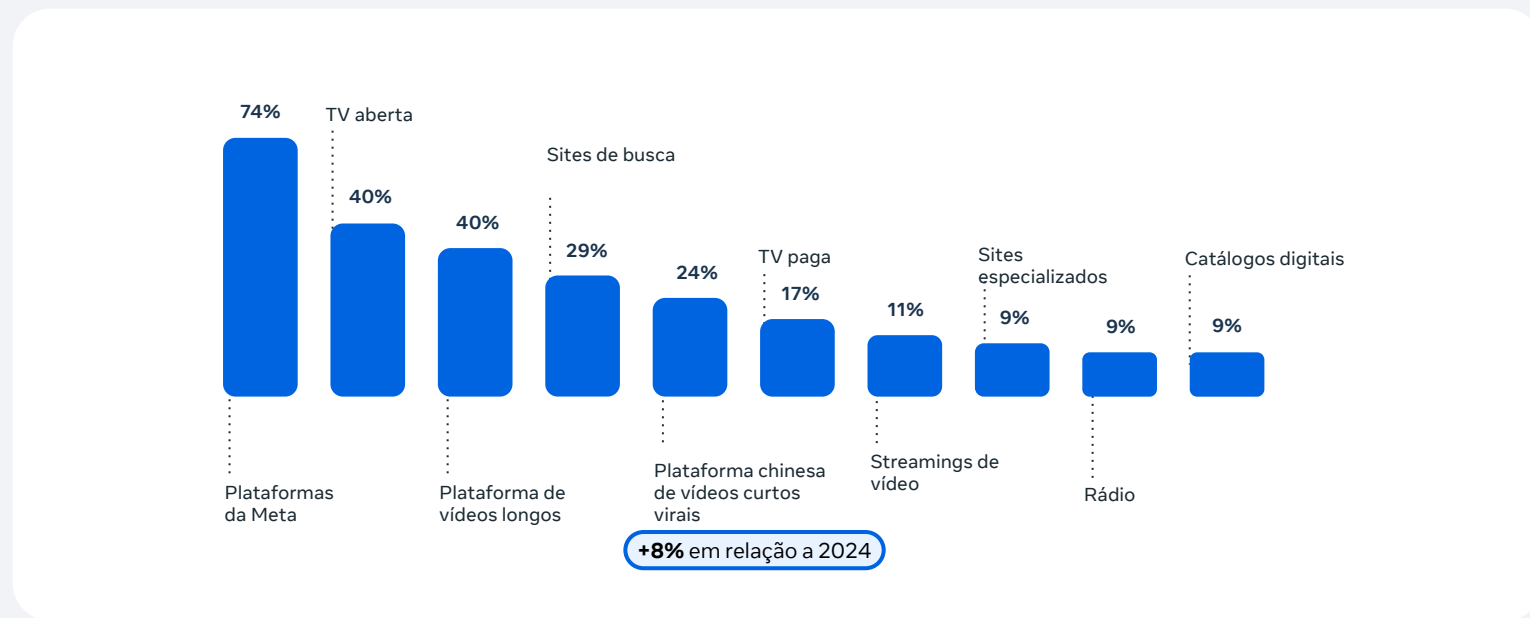 74%
TV aberta
40%
40%
Sites de busca
29%
24%
TV paga
17%
11%
Sites
especializados
9%
9%
Catálogos digitais
9%
Plataformas
da Meta
Plataforma de
vídeos longos
Plataforma chinesa
de vídeos curtos
virais
Streamings de
vídeo
Rádio
+8% em relação a 2024